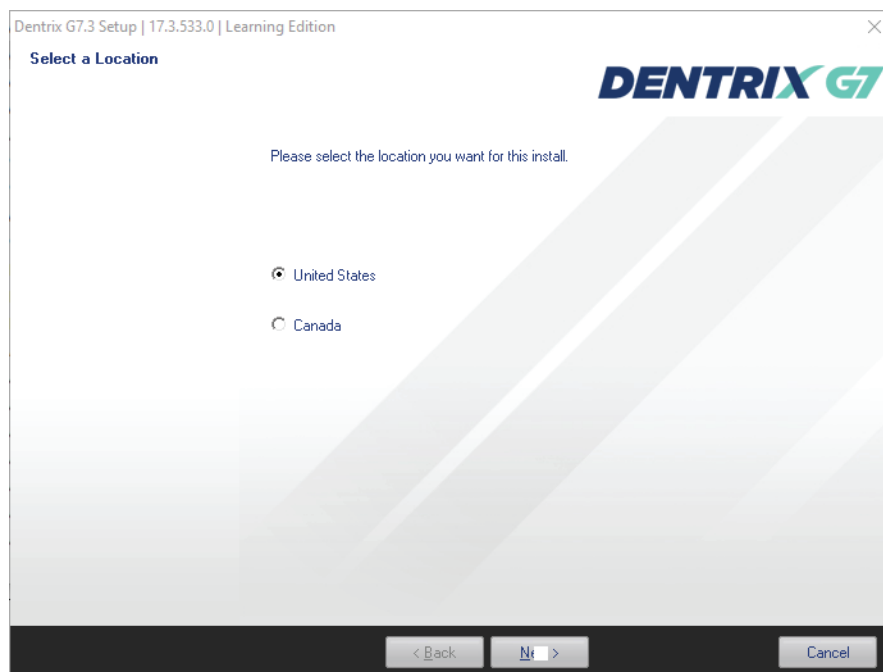 Dentrix G7.3 Setup | 17.3.533.0 | Learning Edition
Select a Location
DENTRIX G7
Please select the location you want for this install.
United States
Canada
< Back
>
Cancel